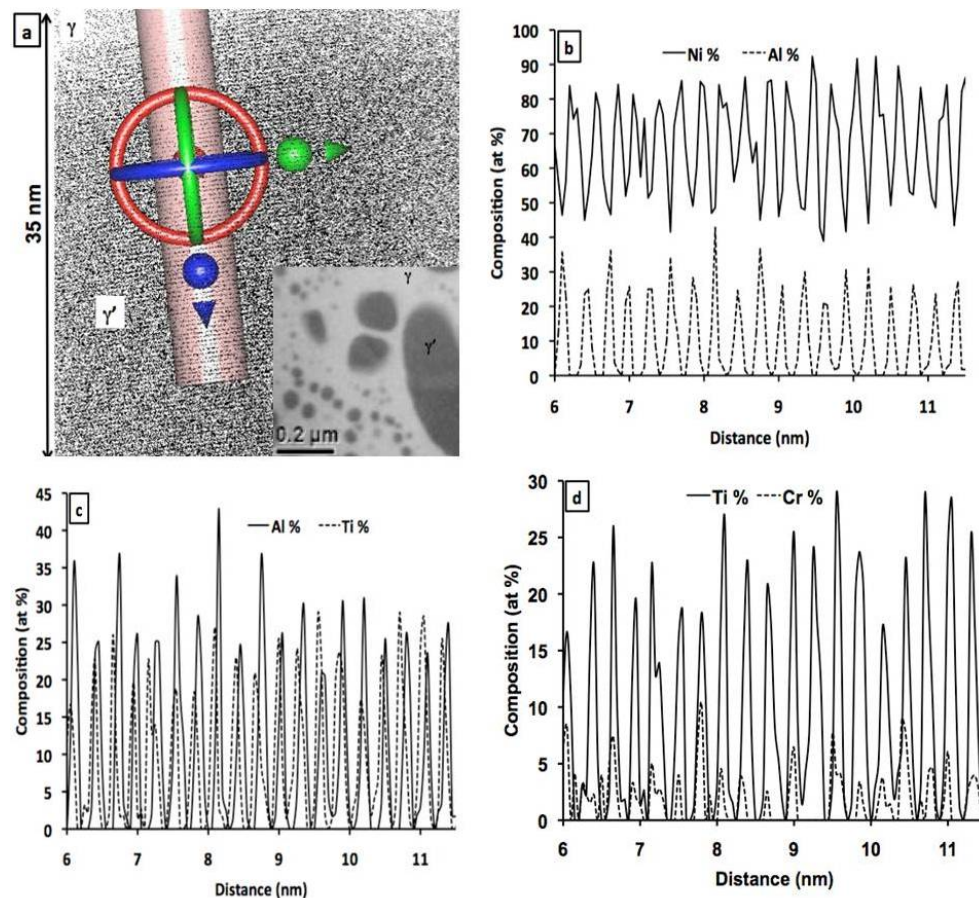 a
γ
35 nm
γ'
γ
γ'
0.2 μm
b
Ni %
Al %
100
90
80
70
60
50
40
30
20
10
0
Composition (at %)
6
7
8
9
10
11
Distance (nm)
c
Al %
Ti %
45
40
35
30
25
20
15
10
5
0
Composition (at %)
6
7
8
9
10
11
Distance (nm)
d
Ti %
Cr %
30
25
20
15
10
5
0
Composition (at %)
6
7
8
9
10
11
Distance (nm)